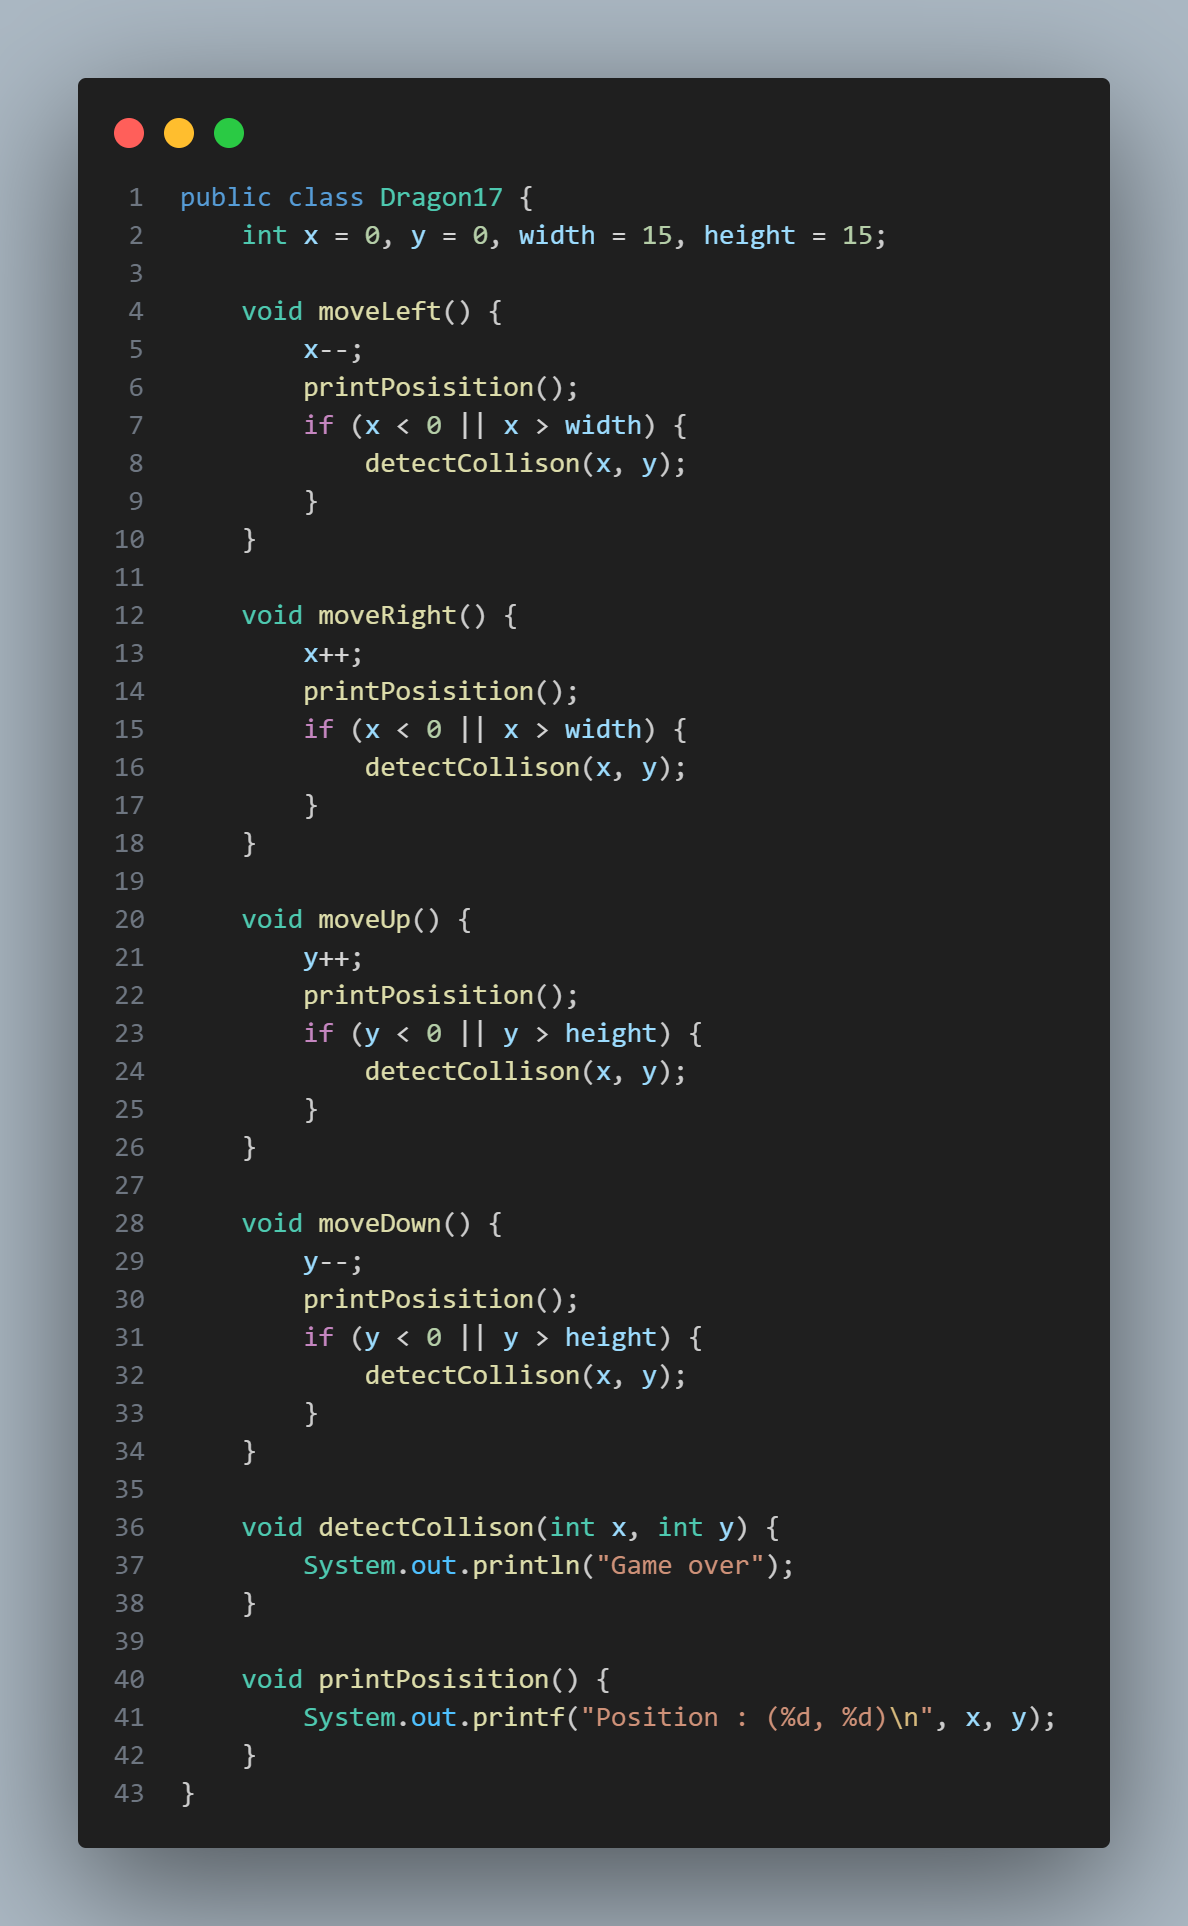 1 public class Dragon17 {
2     int x = 0, y = 0, width = 15, height = 15;
3
4     void moveLeft() {
5         x--;
6         printPosisition();
7         if (x < 0 || x > width) {
8             detectCollison(x, y);
9         }
10     }
11
12     void moveRight() {
13         x++;
14         printPosisition();
15         if (x < 0 || x > width) {
16             detectCollison(x, y);
17         }
18     }
19
20     void moveUp() {
21         y++;
22         printPosisition();
23         if (y < 0 || y > height) {
24             detectCollison(x, y);
25         }
26     }
27
28     void moveDown() {
29         y--;
30         printPosisition();
31         if (y < 0 || y > height) {
32             detectCollison(x, y);
33         }
34     }
35
36     void detectCollison(int x, int y) {
37         System.out.println("Game over");
38     }
39
40     void printPosisition() {
41         System.out.printf("Position : (%d, %d)\n", x, y);
42     }
43 }